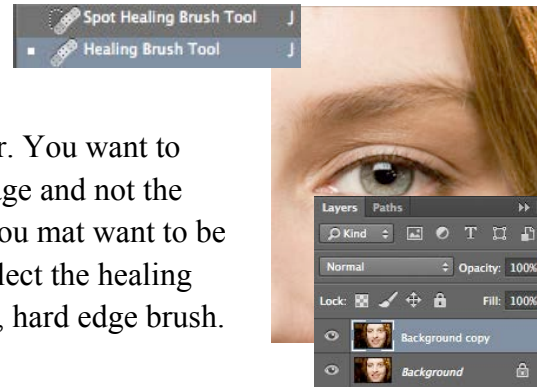 Spot Healing Brush Tool J
Healing Brush Tool J
r. You want to
age and not the
ou mat want to be
lect the healing
, hard edge brush.
Layers Paths
Kind
Normal Opacity: 100%
Lock: Fill: 100%
Background copy
Background